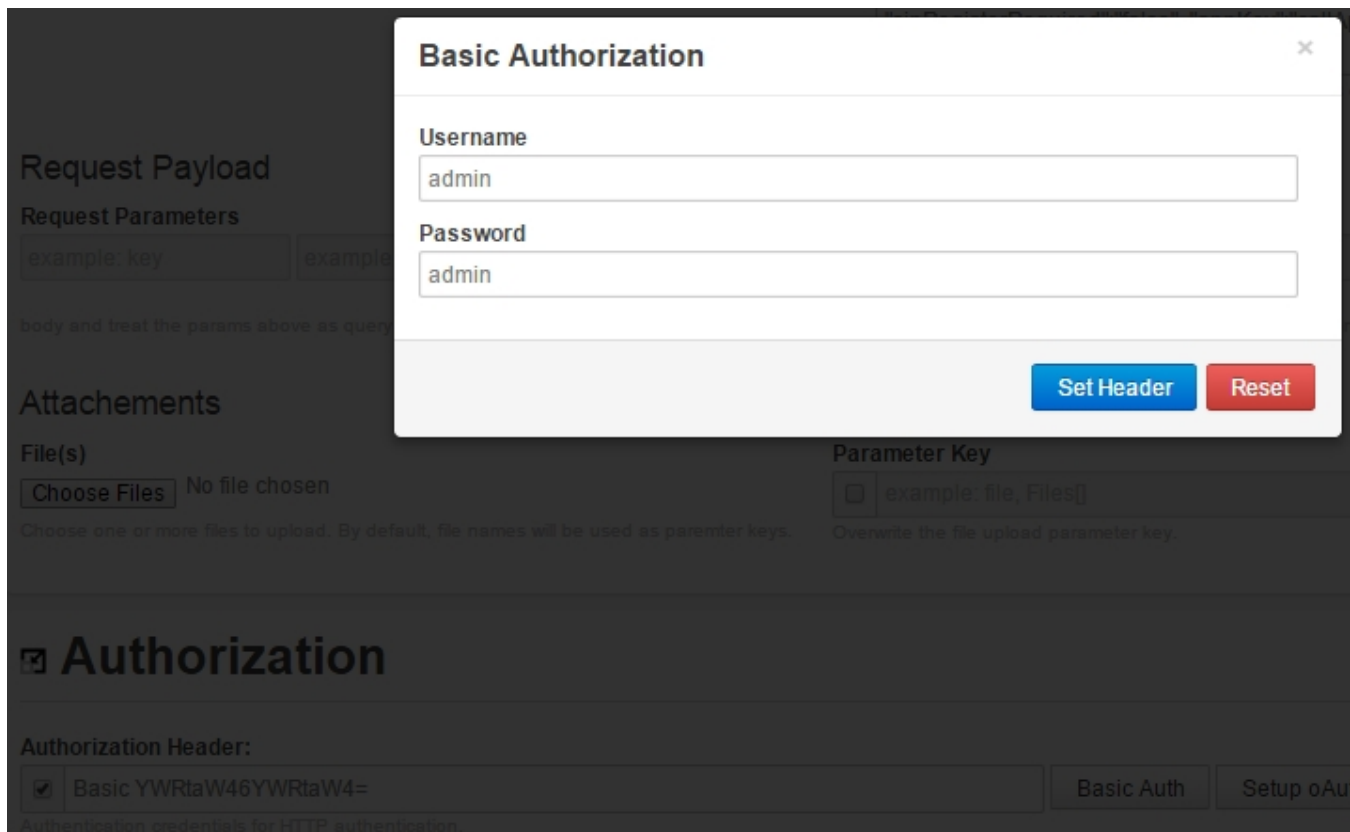 Basic Authorization
×
Username
admin
Password
admin
Set Header Reset
Request Payload
Request Parameters
example: key example
body and treat the params above as query
Attachements
File(s) Parameter Key
Choose Files No file chosen example: file, Files[]
Choose one or more files to upload. By default, file names will be used as paremter keys. Overwrite the file upload parameter key.
Authorization
Authorization Header:
Basic YWRtaW46YWRtaW4= Basic Auth Setup oAu
Authentication credentials for HTTP authentication.